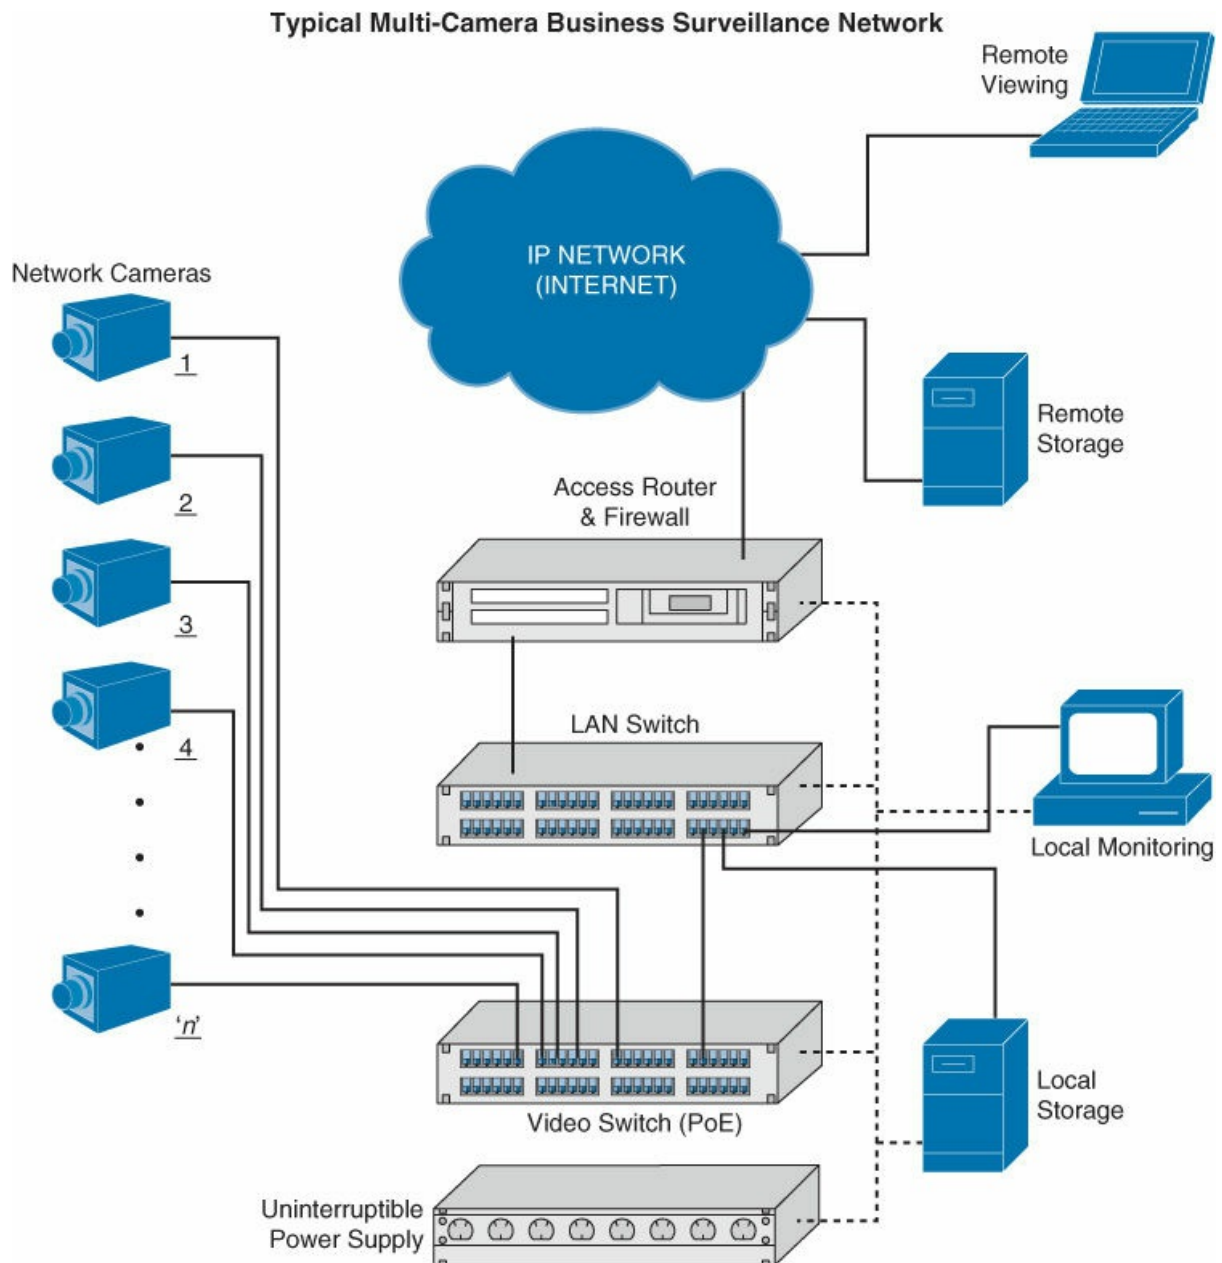 Typical Multi-Camera Business Surveillance Network
Remote
Viewing
IP NETWORK
(INTERNET)
Network Cameras
1
2
3
4
'n'
Remote
Storage
Access Router
& Firewall
LAN Switch
Local Monitoring
Local
Storage
Video Switch (PoE)
Uninterruptible
Power Supply